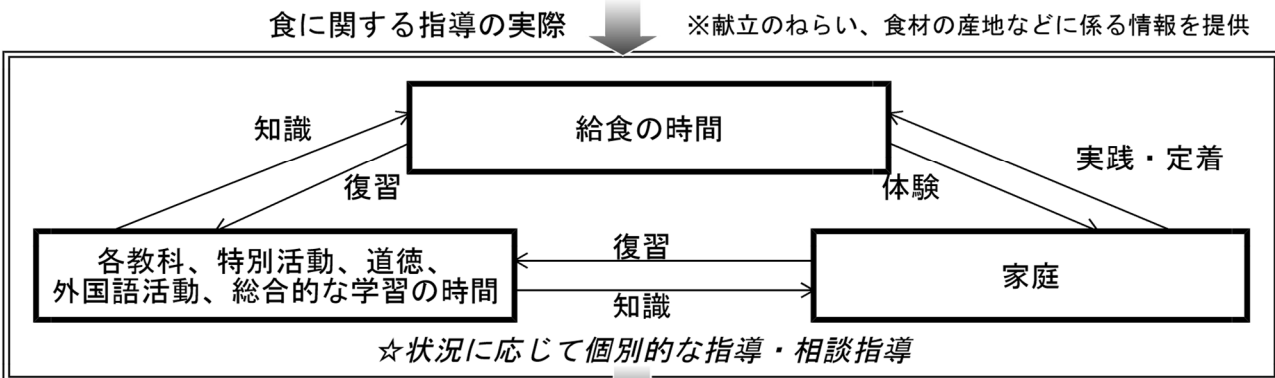 食に関する指導の実際
※献立のねらい、食材の産地などに係る情報を提供
給食の時間
知識
復習
実践・定着
体験
各教科、特別活動、道徳、
外国語活動、総合的な学習の時間
復習
知識
家庭
☆状況に応じて個別的な指導・相談指導